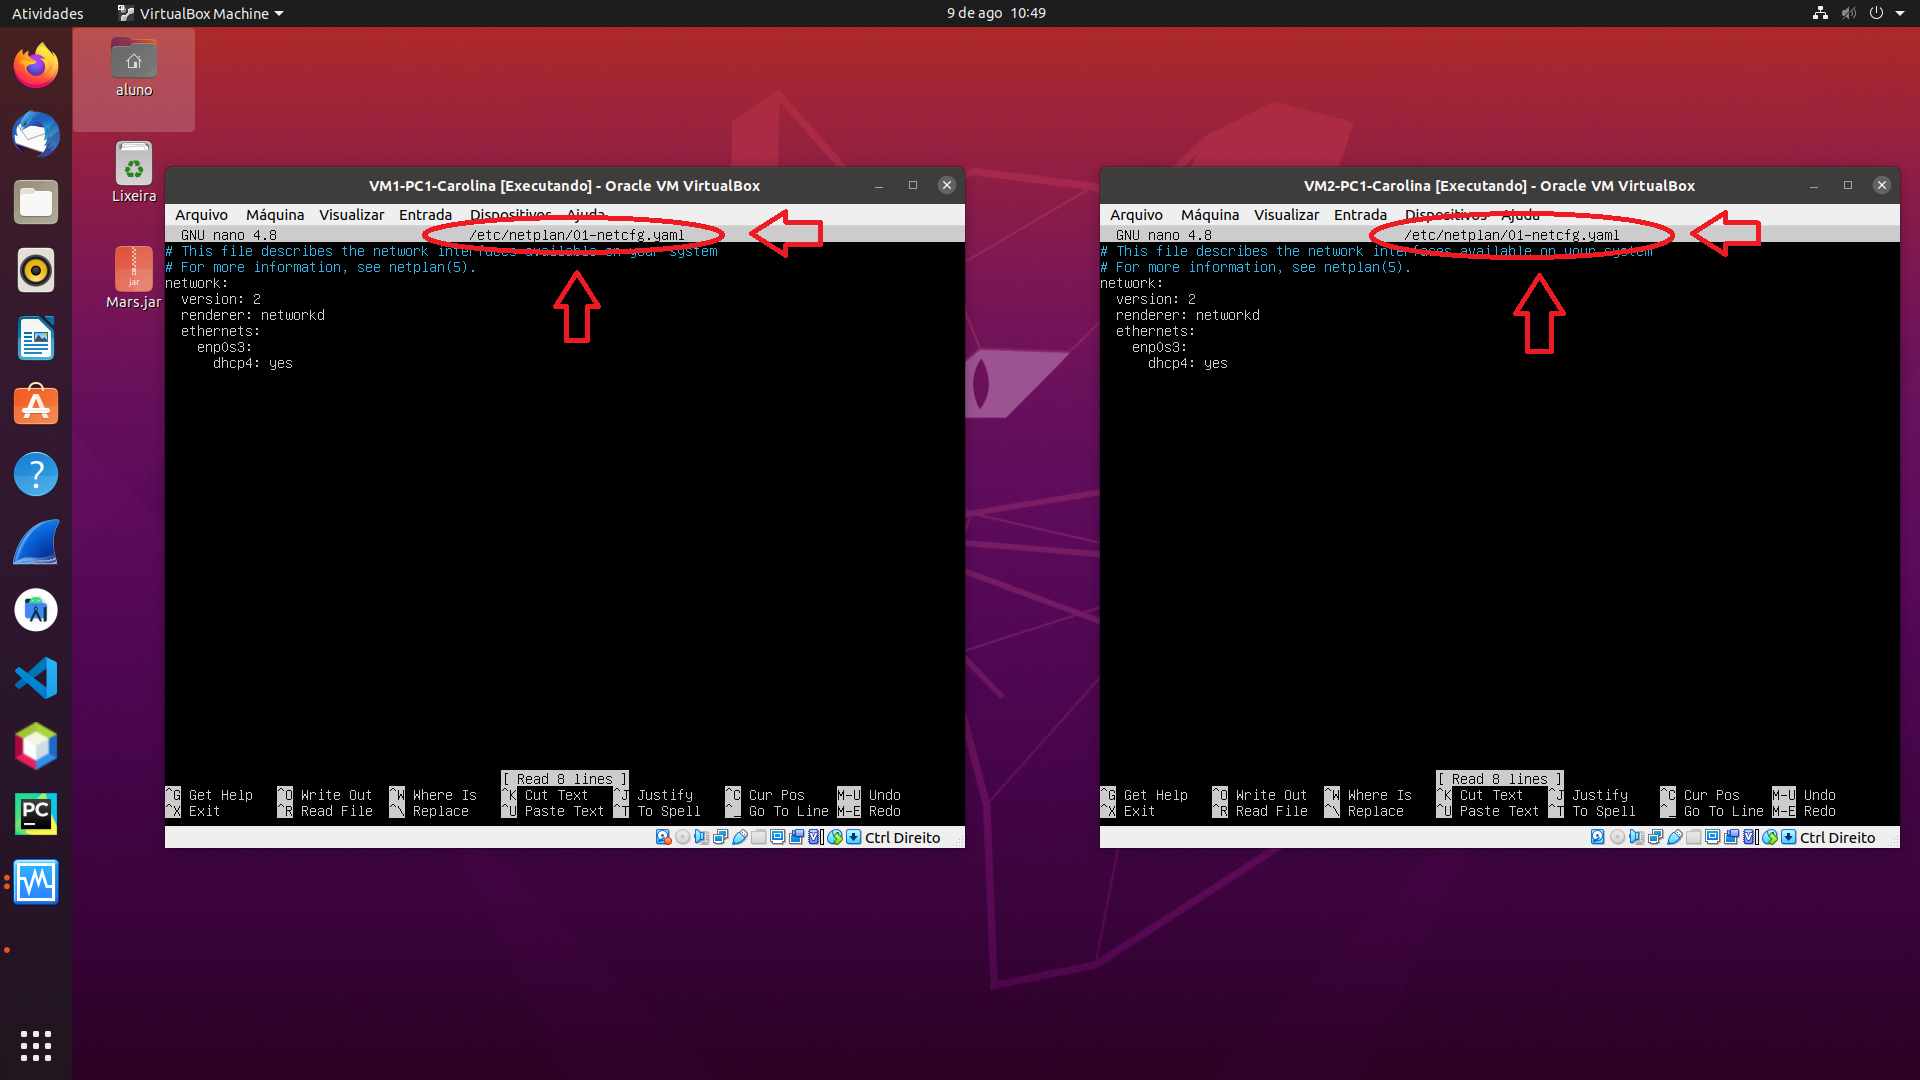 Atividades
VirtualBox Machine
9 de ago 10:49
aluno
Lixeira
jar
Mars.jar
VM1-PC1-Carolina [Executando] - Oracle VM VirtualBox
Arquivo Máquina Visualizar Entrada Dispositivos Ajuda
GNU nano 4.8 /etc/netplan/01-netcfg.yaml
# This file describes the network interfaces available on your system
# For more information, see netplan(5).
network:
version: 2
renderer: networkd
ethernets:
enp0s3:
dhcp4: yes
[ Read 8 lines ]
^G Get Help ^O Write Out ^W Where Is ^K Cut Text ^J Justify ^C Cur Pos M-U Undo
^X Exit ^R Read File ^\ Replace ^U Paste Text ^T To Spell ^_ Go To Line M-E Redo
Ctrl Direito
VM2-PC1-Carolina [Executando] - Oracle VM VirtualBox
Arquivo Máquina Visualizar Entrada Dispositivos Ajuda
GNU nano 4.8 /etc/netplan/01-netcfg.yaml
# This file describes the network interfaces available on your system
# For more information, see netplan(5).
network:
version: 2
renderer: networkd
ethernets:
enp0s3:
dhcp4: yes
[ Read 8 lines ]
^G Get Help ^O Write Out ^W Where Is ^K Cut Text ^J Justify ^C Cur Pos M-U Undo
^X Exit ^R Read File ^\ Replace ^U Paste Text ^T To Spell ^_ Go To Line M-E Redo
Ctrl Direito
PC